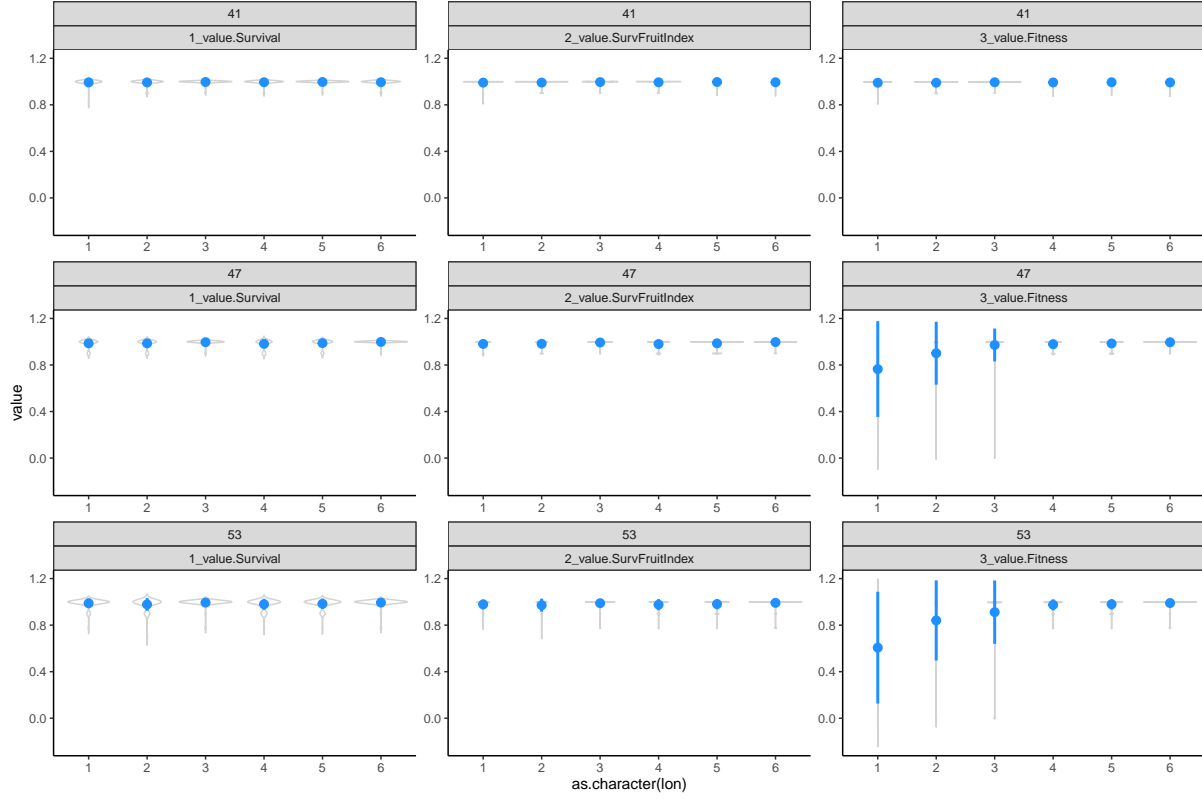 41 41 41
1_value.Survival 2_value.SurvFruitIndex 3_value.Fitness
1.2 1.2 1.2
0.8 0.8 0.8
0.4 0.4 0.4
0.0 0.0 0.0
1 2 3 4 5 6 1 2 3 4 5 6 1 2 3 4 5 6
47 47 47
1_value.Survival 2_value.SurvFruitIndex 3_value.Fitness
1.2 1.2 1.2
0.8 0.8 0.8
value
0.4 0.4 0.4
0.0 0.0 0.0
1 2 3 4 5 6 1 2 3 4 5 6 1 2 3 4 5 6
53 53 53
1_value.Survival 2_value.SurvFruitIndex 3_value.Fitness
1.2 1.2 1.2
0.8 0.8 0.8
0.4 0.4 0.4
0.0 0.0 0.0
1 2 3 4 5 6 1 2 3 4 5 6 1 2 3 4 5 6
as.character(lon)